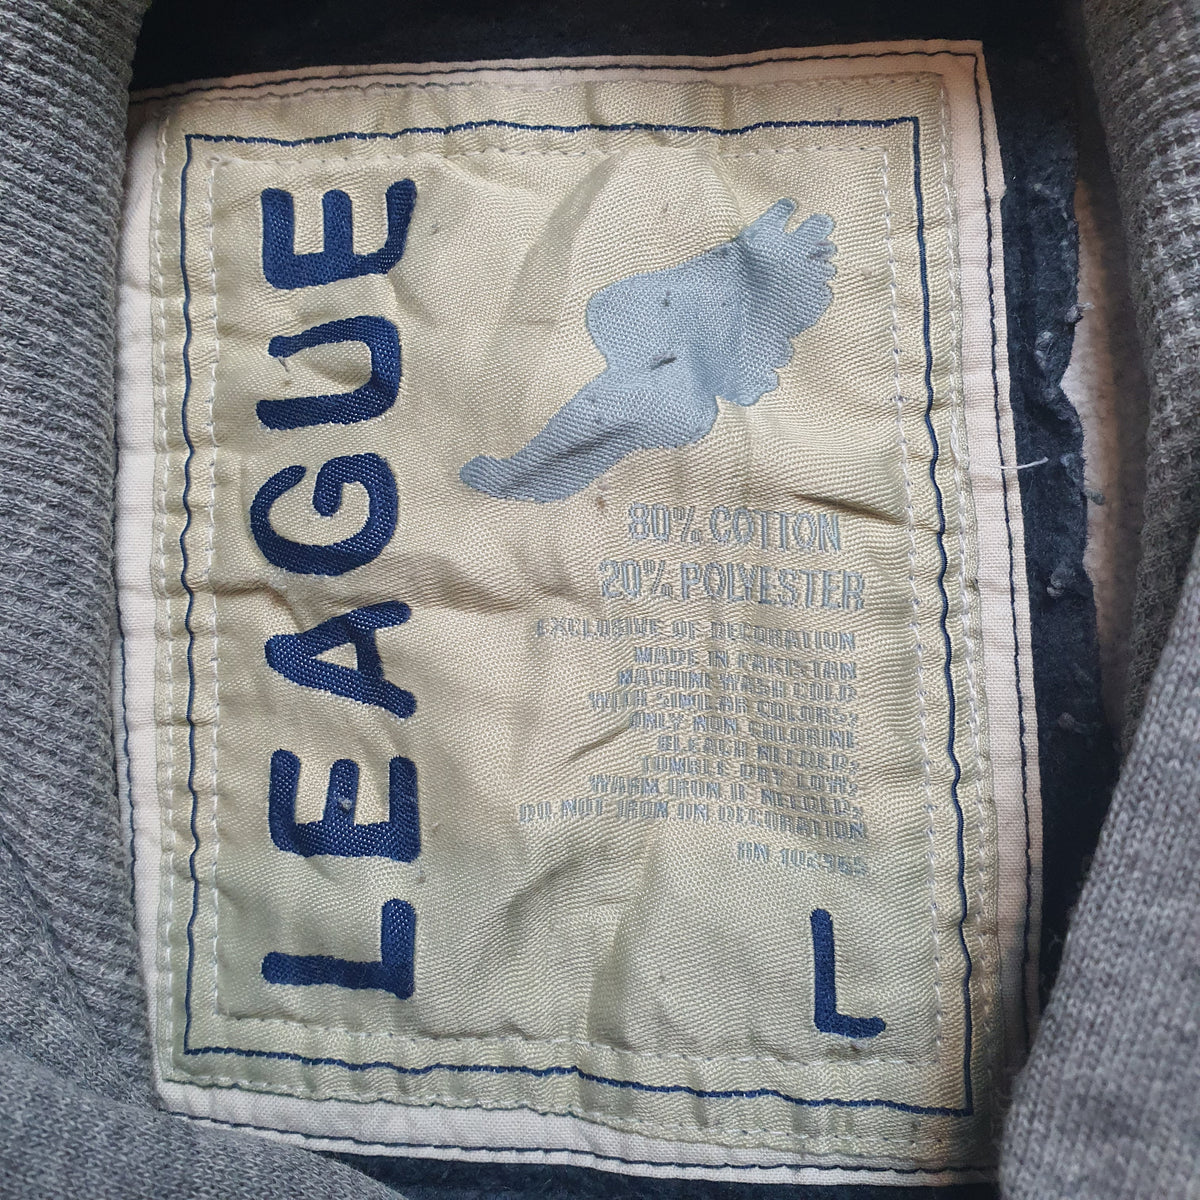 LEAGUE
80% COTTON
20% POLYESTER
EXCLUSIVE OF DECORATION
MADE IN PAKISTAN
MACHINE WASH COLD
WITH SIMILAR COLORS;
ONLY NON CHLORINE
BLEACH NEEDED;
TUMBLE DRY LOW;
WARM IRON IF NEEDED;
DO NOT IRON ON DECORATION
L